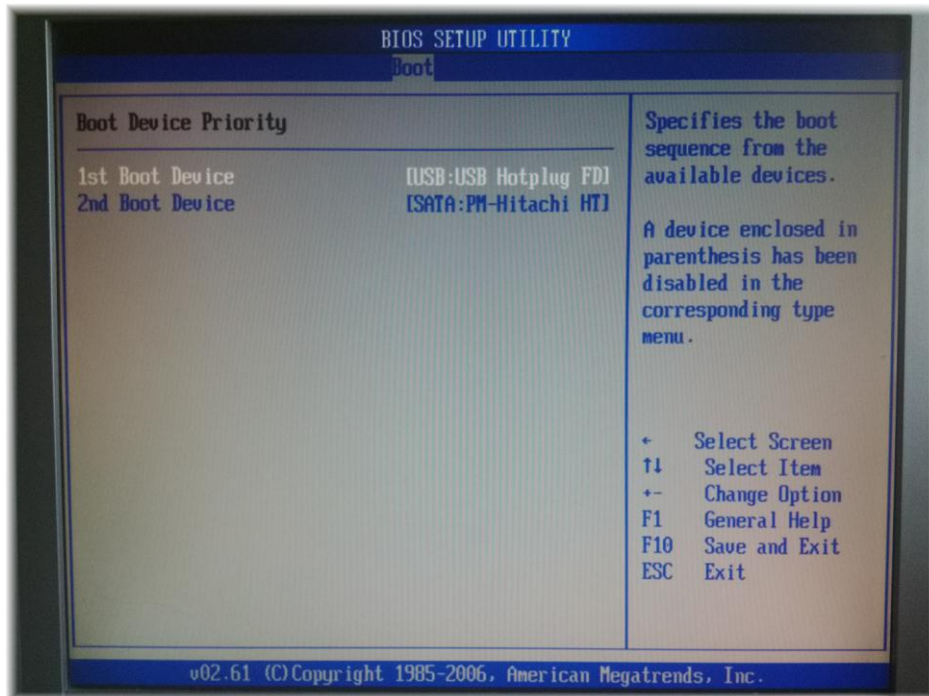 BIOS SETUP UTILITY
Boot
Boot Device Priority
1st Boot Device [USB:USB Hotplug FD]
2nd Boot Device [SATA:PM-Hitachi HT]
Specifies the boot
sequence from the
available devices.
A device enclosed in
parenthesis has been
disabled in the
corresponding type
menu.
← Select Screen
↑↓ Select Item
+- Change Option
F1 General Help
F10 Save and Exit
ESC Exit
v02.61 (C)Copyright 1985-2006, American Megatrends, Inc.